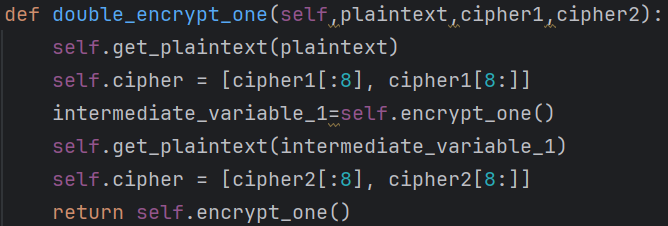 def double_encrypt_one(self,plaintext,cipher1,cipher2):
    self.get_plaintext(plaintext)
    self.cipher = [cipher1[:8], cipher1[8:]]
    intermediate_variable_1=self.encrypt_one()
    self.get_plaintext(intermediate_variable_1)
    self.cipher = [cipher2[:8], cipher2[8:]]
    return self.encrypt_one()